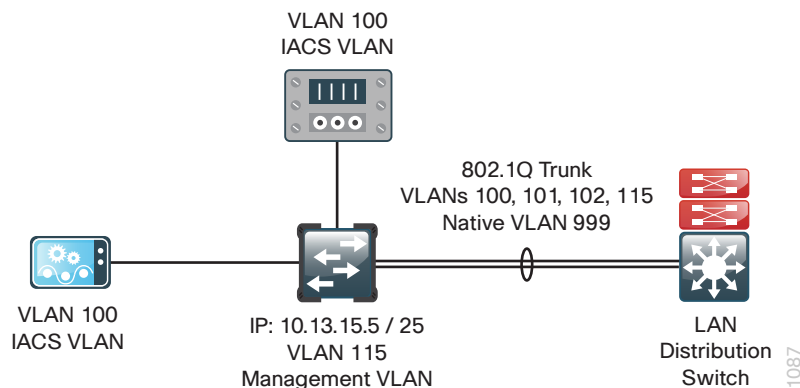 VLAN 100
IACS VLAN
802.1Q Trunk
VLANs 100, 101, 102, 115
Native VLAN 999
VLAN 100
IACS VLAN
IP: 10.13.15.5 / 25
VLAN 115
Management VLAN
LAN
Distribution
Switch
1087